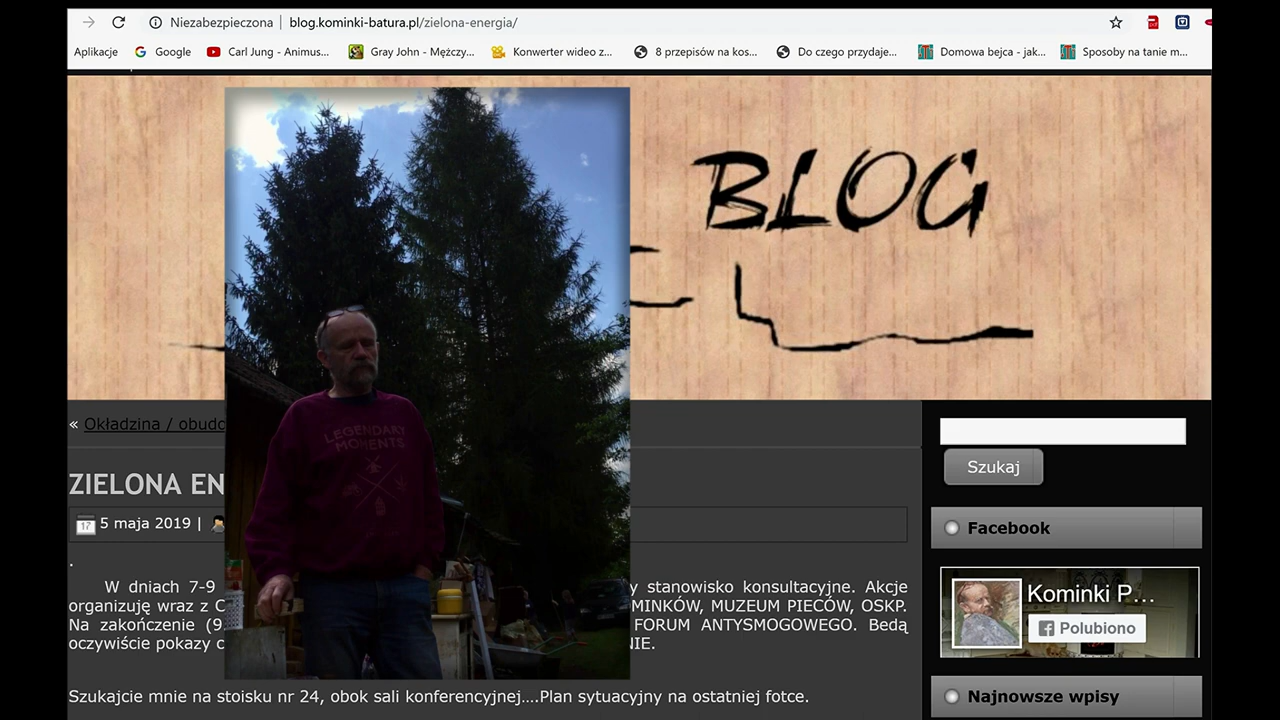 Niezabezpieczona | blog.kominki-batura.pl/zielona-energia/
Aplikacje Google Carl Jung - Animus... Gray John - Mężczy... Konwerter wideo z... 8 przepisów na kos... Do czego przydaje... Domowa bejca - jak... Sposoby na tanie m...
BLOG
LEGENDARY
MOMENTS
« Okładzina / obudo
ZIELONA EN
17 5 maja 2019 |
.
W dniach 7-9 y stanowisko konsultacyjne. Akcje
organizuję wraz z C MINKÓW, MUZEUM PIECÓW, OSKP.
Na zakończenie (9 FORUM ANTYSMOGOWEGO. Bedą
oczywiście pokazy c NIE.
Szukajcie mnie na stoisku nr 24, obok sali konferencyjnej....Plan sytuacyjny na ostatniej fotce.
Szukaj
Facebook
Kominki P...
Polubiono
Najnowsze wpisy